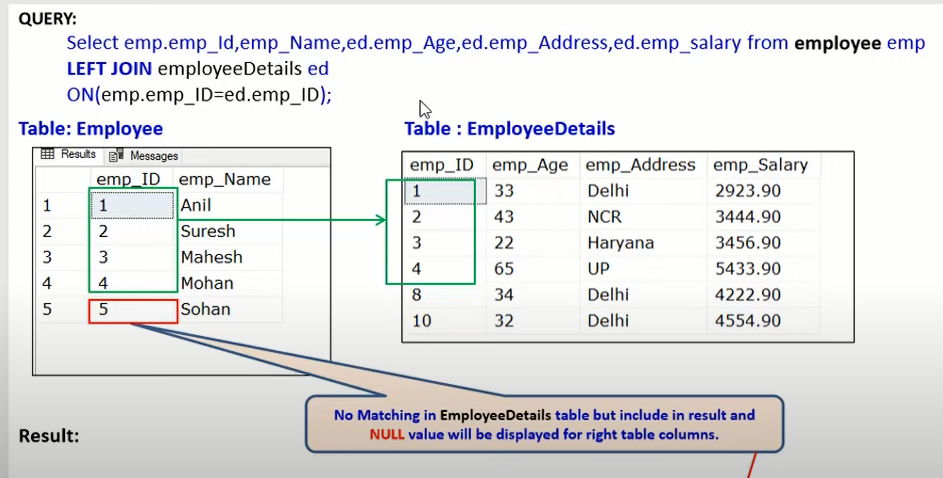 QUERY:
Select emp.emp_Id,emp_Name,ed.emp_Age,ed.emp_Address,ed.emp_salary from employee emp
LEFT JOIN employeeDetails ed
ON(emp.emp_ID=ed.emp_ID);
Table: Employee
Results Messages
emp_ID emp_Name
1 1 Anil
2 2 Suresh
3 3 Mahesh
4 4 Mohan
5 5 Sohan
Table : EmployeeDetails
emp_ID emp_Age emp_Address emp_Salary
1 33 Delhi 2923.90
2 43 NCR 3444.90
3 22 Haryana 3456.90
4 65 UP 5433.90
8 34 Delhi 4222.90
10 32 Delhi 4554.90
No Matching in EmployeeDetails table but include in result and
NULL value will be displayed for right table columns.
Result: